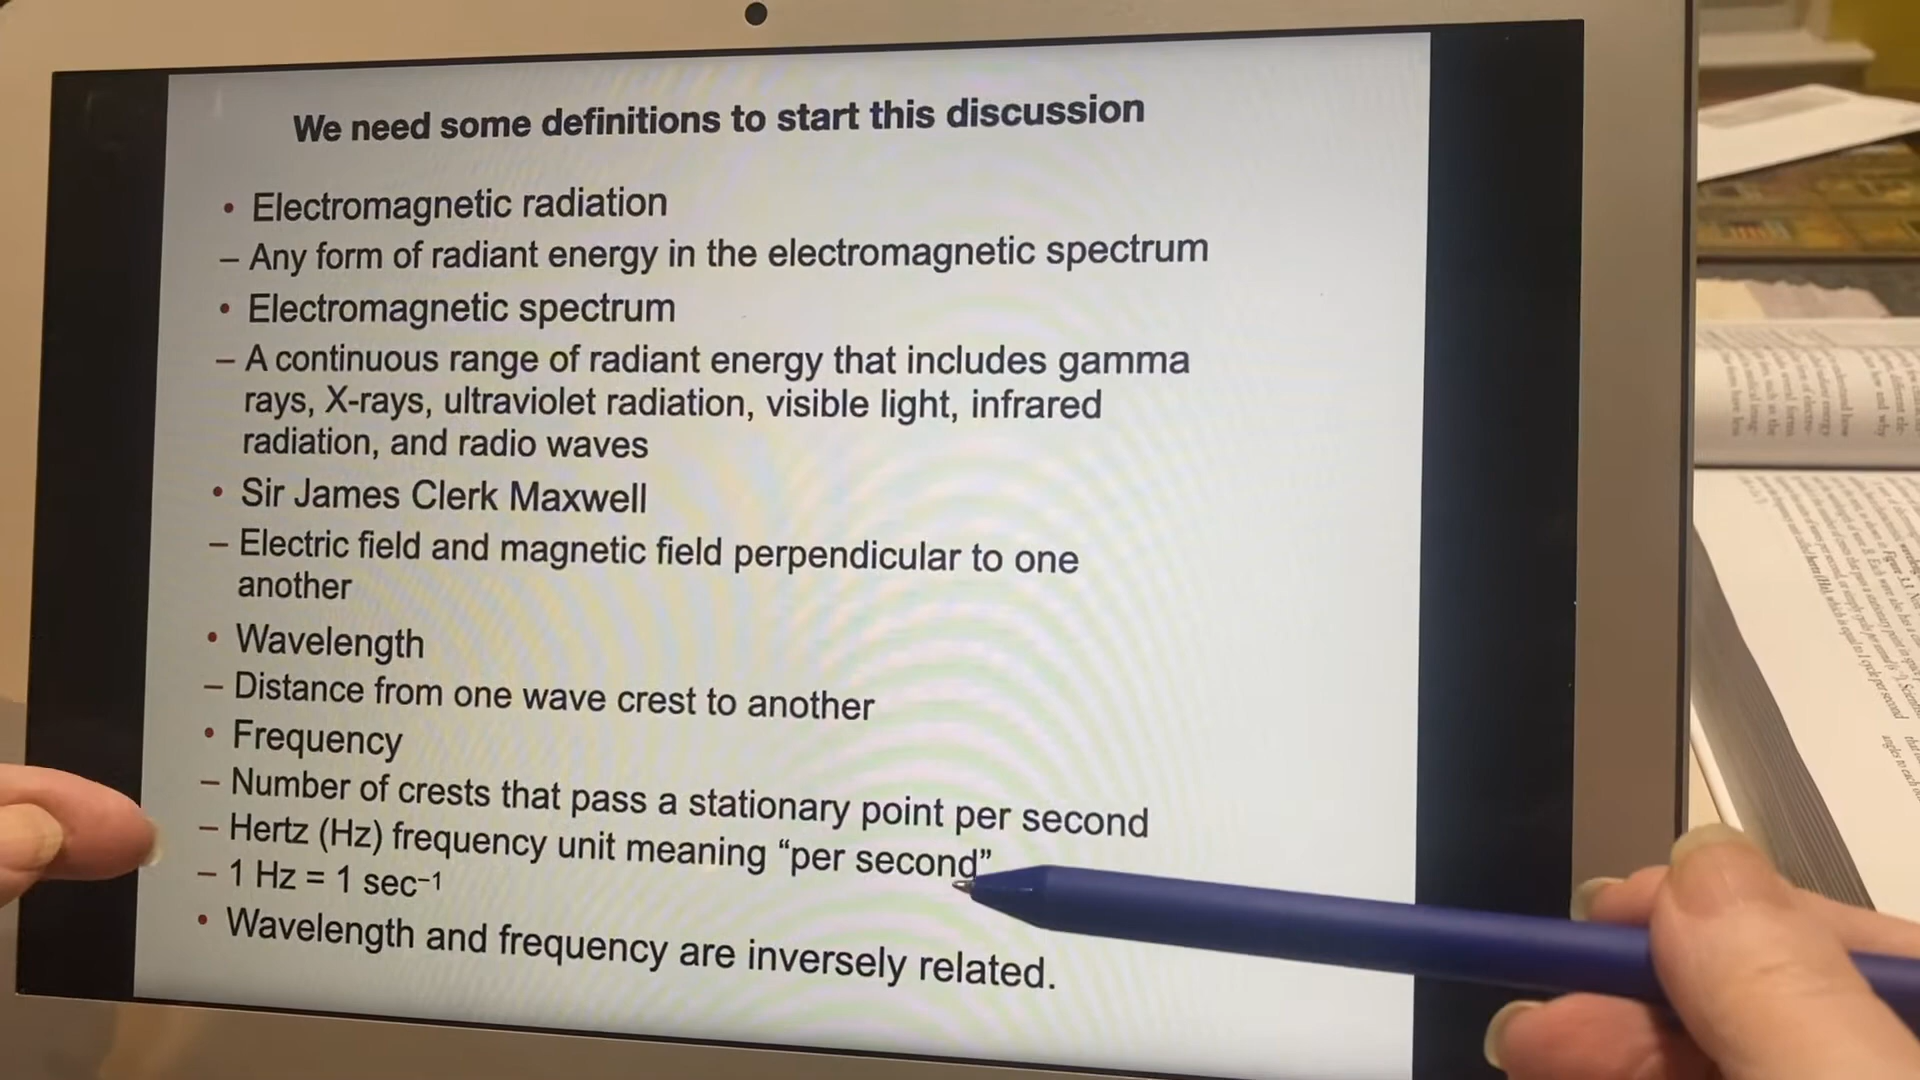 We need some definitions to start this discussion
• Electromagnetic radiation
– Any form of radiant energy in the electromagnetic spectrum
• Electromagnetic spectrum
– A continuous range of radiant energy that includes gamma
rays, X-rays, ultraviolet radiation, visible light, infrared
radiation, and radio waves
• Sir James Clerk Maxwell
– Electric field and magnetic field perpendicular to one
another
• Wavelength
– Distance from one wave crest to another
• Frequency
– Number of crests that pass a stationary point per second
– Hertz (Hz) frequency unit meaning “per second”
– 1 Hz = 1 sec⁻¹
• Wavelength and frequency are inversely related.